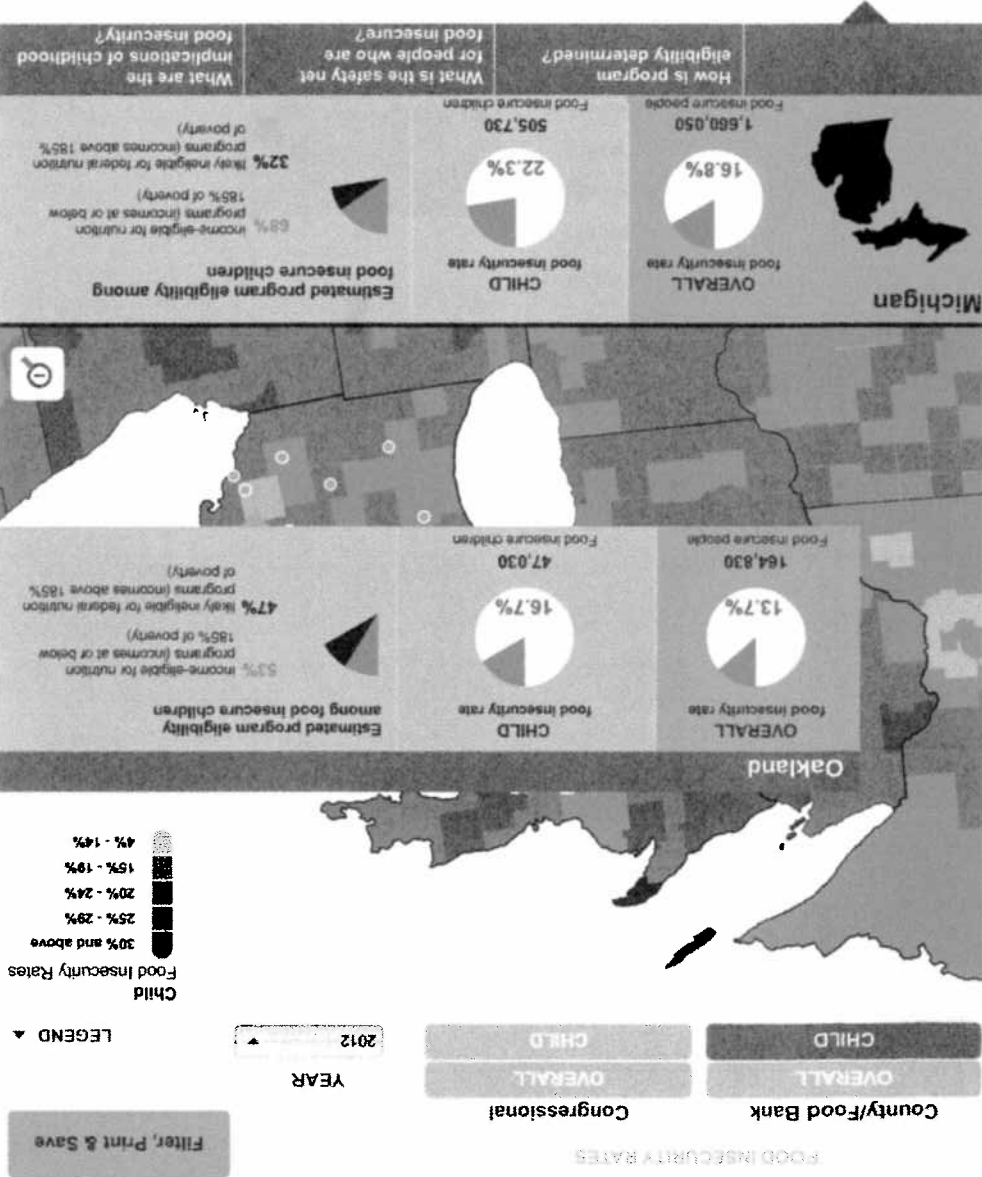 FOOD INSECURITY RATES
Filter, Print & Save
County/Food Bank
OVERALL
CHILD
Congressional
OVERALL
CHILD
YEAR
2012
LEGEND
Child
Food Insecurity Rates
30% and above
25% - 29%
20% - 24%
15% - 19%
4% - 14%
Oakland
OVERALL
food insecurity rate
13.7%
164,830
Food insecure people
CHILD
food insecurity rate
16.7%
47,030
Food insecure children
Estimated program eligibility
among food insecure children
53% income-eligible for nutrition
programs (incomes at or below
185% of poverty)
47% likely ineligible for federal nutrition
programs (incomes above 185%
of poverty)
Michigan
OVERALL
food insecurity rate
16.8%
1,660,050
Food insecure people
CHILD
food insecurity rate
22.3%
505,730
Food insecure children
Estimated program eligibility among
food insecure children
68% income-eligible for nutrition
programs (incomes at or below
185% of poverty)
32% likely ineligible for federal nutrition
programs (incomes above 185%
of poverty)
How is program
eligibility determined?
What is the safety net
for people who are
food insecure?
What are the
implications of childhood
food insecurity?